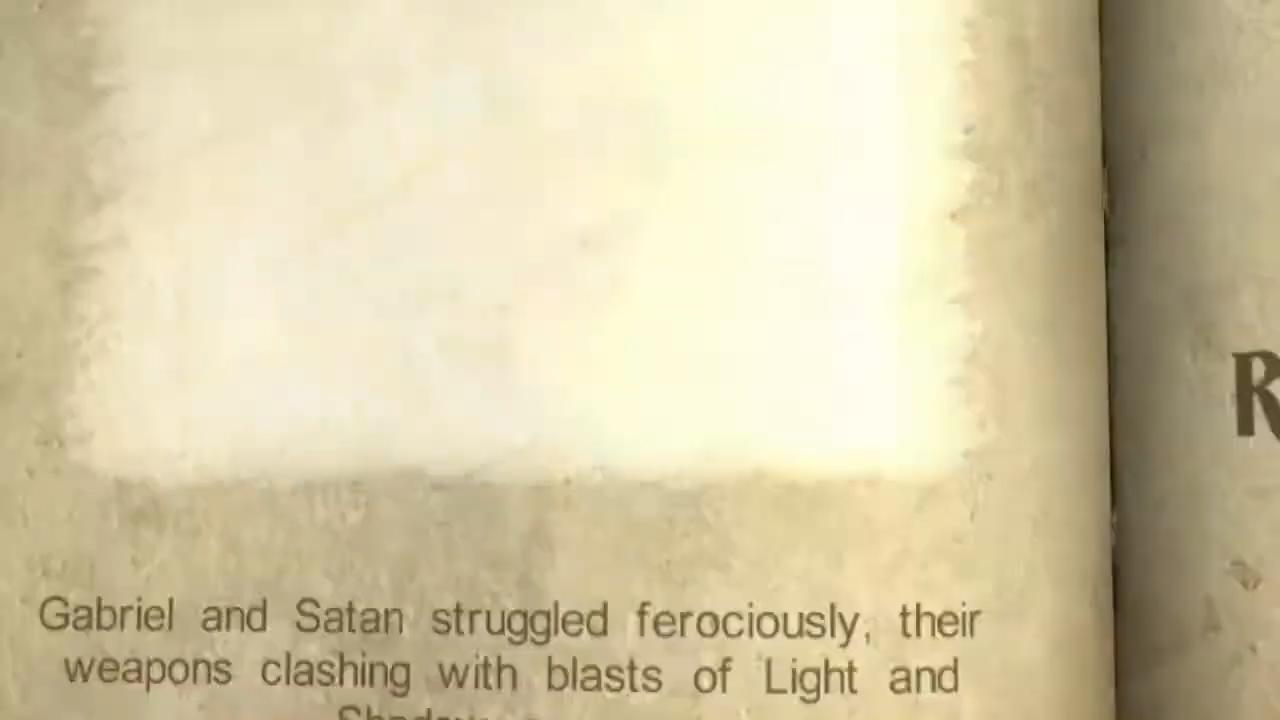 Gabriel and Satan struggled ferociously, their
weapons clashing with blasts of Light and
R